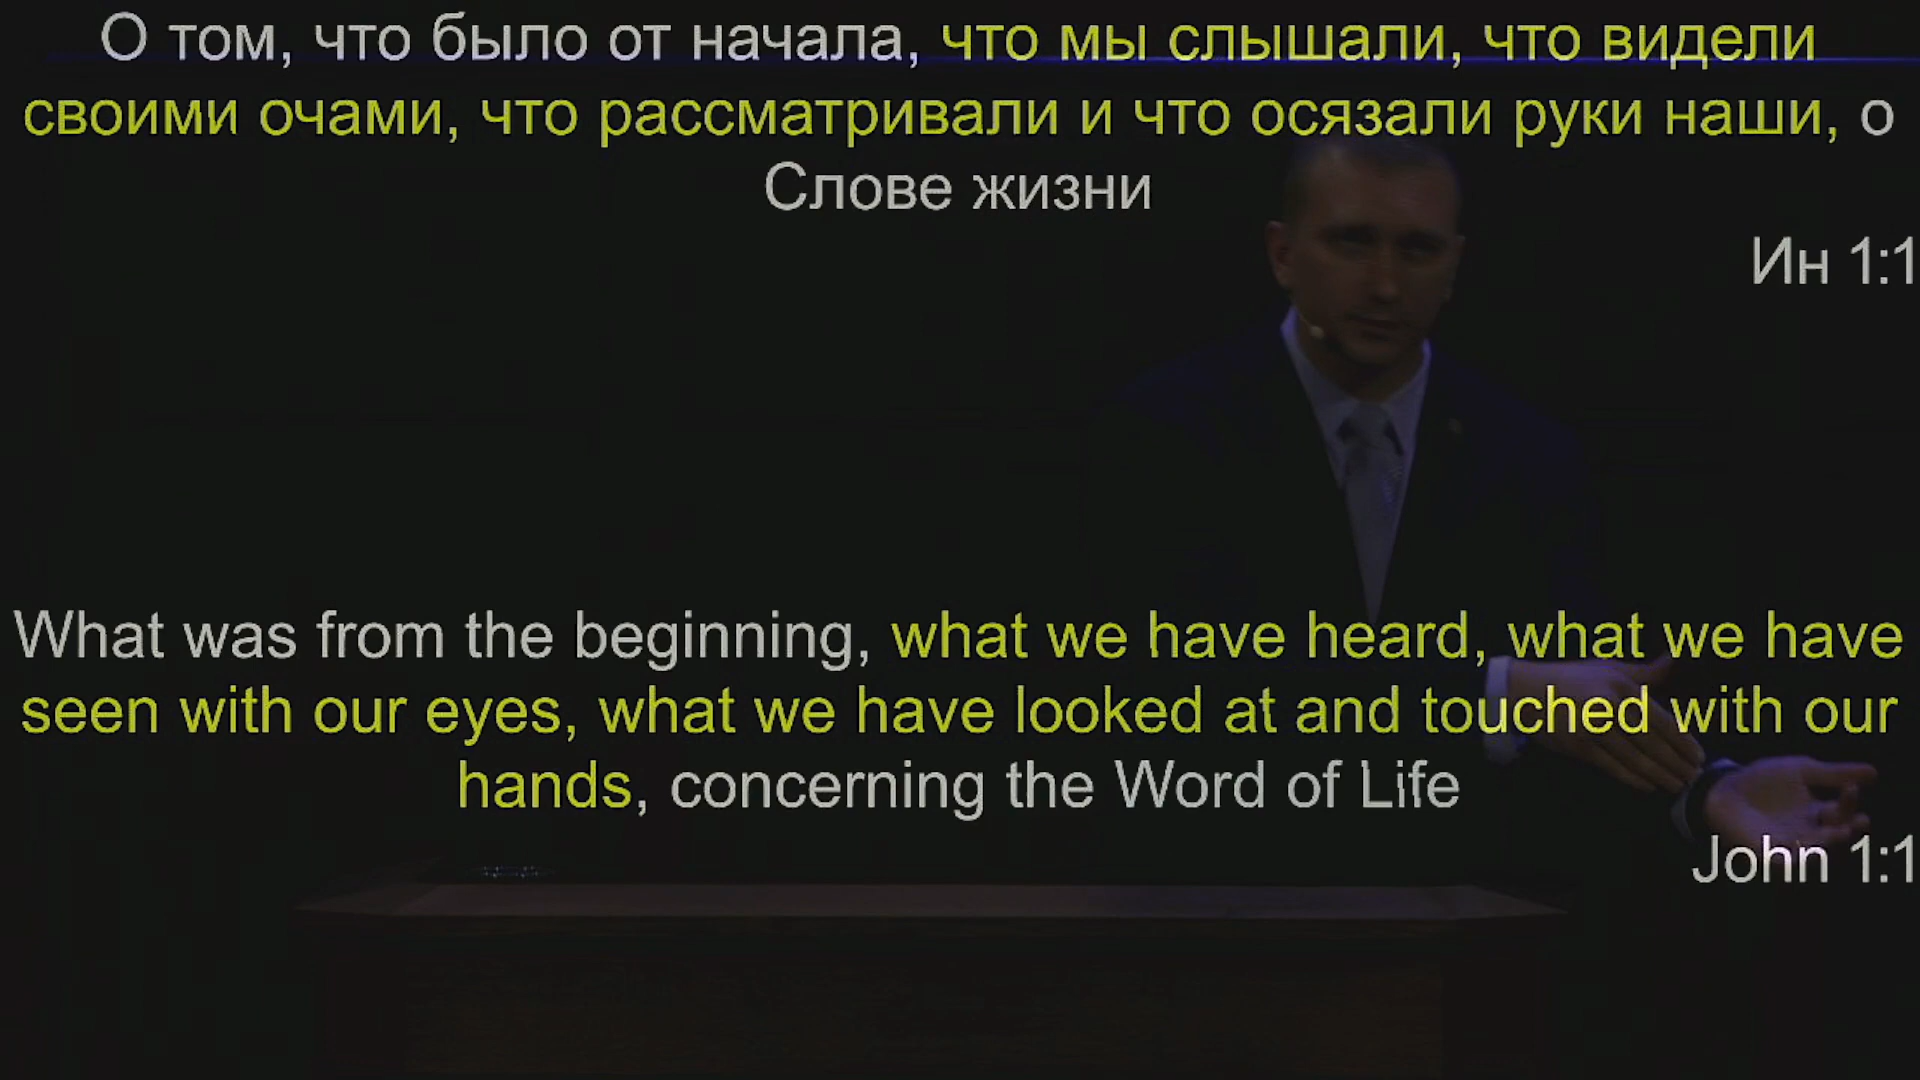 О том, что было от начала, что мы слышали, что видели
своими очами, что рассматривали и что осязали руки наши, о
Слове жизни
Ин 1:1
What was from the beginning, what we have heard, what we have
seen with our eyes, what we have looked at and touched with our
hands, concerning the Word of Life
John 1:1